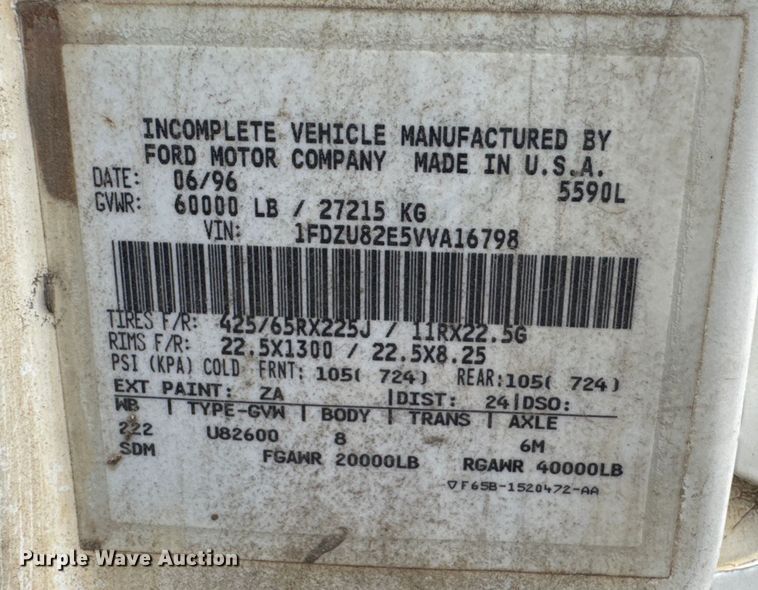 INCOMPLETE VEHICLE MANUFACTURED BY
FORD MOTOR COMPANY MADE IN U.S.A.
DATE: 06/96 5590L
GVWR: 60000 LB / 27215 KG
VIN: 1FDZU82E5VVA16798
TIRES F/R: 425/65RX225J / 11RX22.5G
RIMS F/R: 22.5X1300 / 22.5X8.25
PSI (KPA) COLD FRNT: 105( 724) REAR:105( 724)
EXT PAINT: ZA |DIST: 24|DSO:
WB | TYPE-GVW | BODY | TRANS | AXLE
222 U82600 8 6M
SDM FGAWR 20000LB RGAWR 40000LB
▽F65B-1520472-AA
Purple Wave Auction